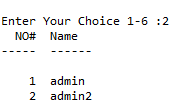 Enter Your Choice 1-6 :2
NO#  Name
-----  ------
1  admin
2  admin2